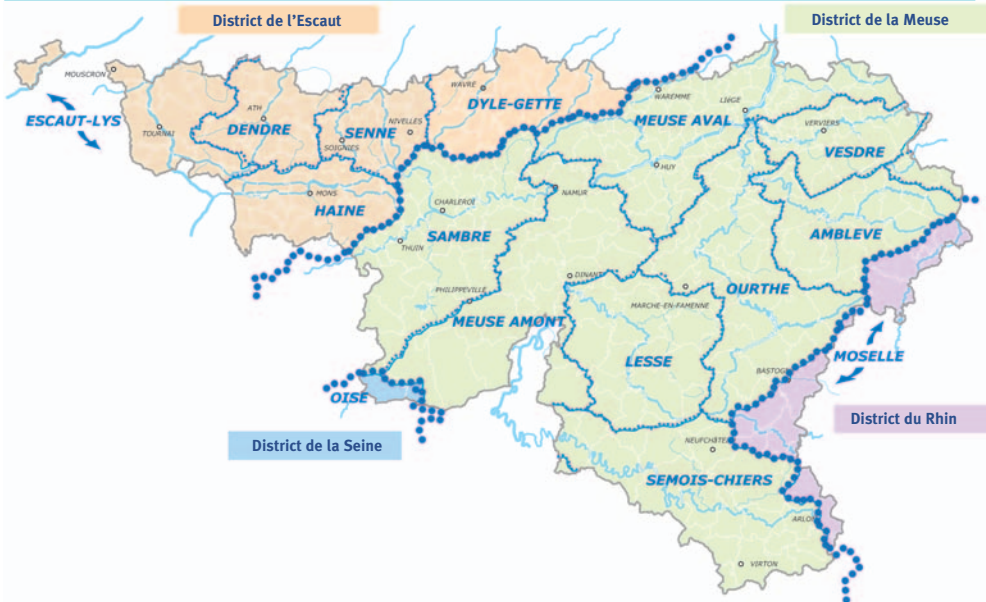 District de l'Escaut
District de la Meuse
MOUSCRON
WAVRE
ESCAUT-LYS
ATH
DYLE-GETTE
WAREMME
LIÈGE
TOURNAI
DENDRE
SENNE
NIVELLES
MEUSE AVAL
VERVIERS
SOIGNIES
VESDRE
HUY
MONS
NAMUR
HAINE
CHARLEROI
SAMBRE
AMBLEVE
THUIN
DINANT
OURTHE
PHILIPPEVILLE
MARCHE-EN-FAMENNE
MEUSE AMONT
MOSELLE
LESSE
BASTOGNE
OISE
District du Rhin
District de la Seine
NEUFCHÂTEAU
SEMOIS-CHIERS
ARLON
VIRTON